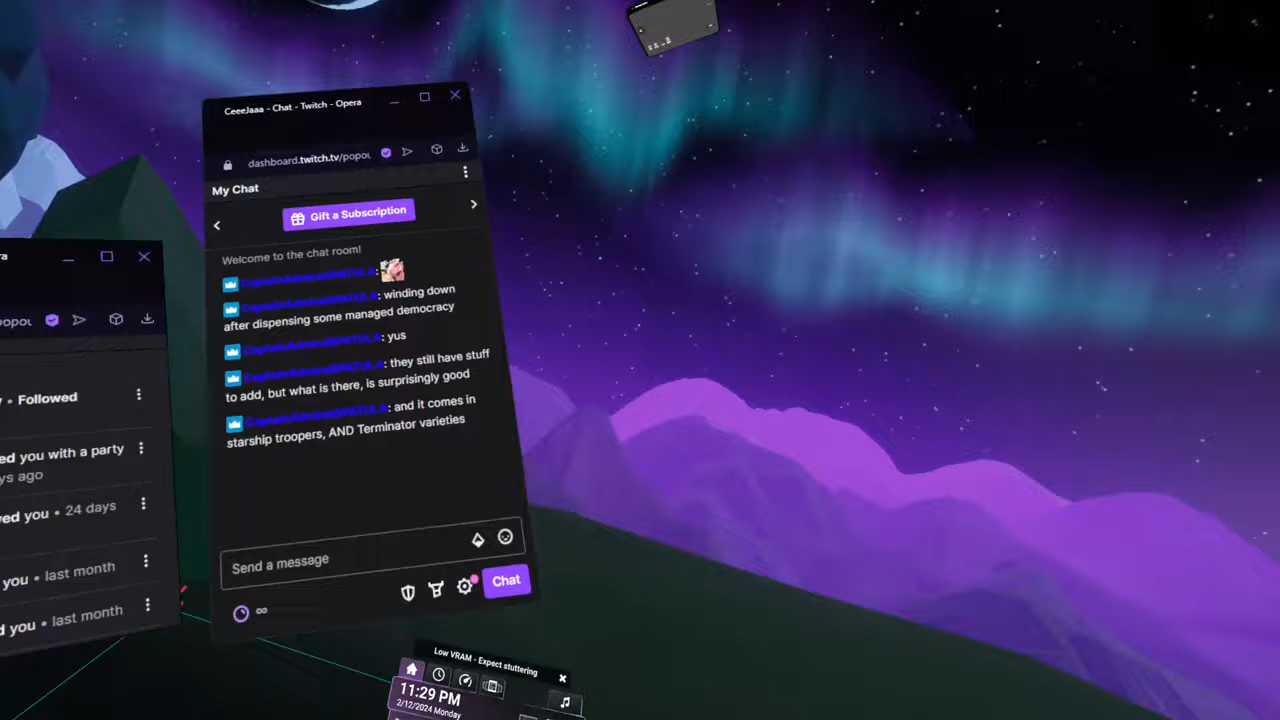 CeeeJaaa - Chat - Twitch - Opera
dashboard.twitch.tv/popou
My Chat
Gift a Subscription
Welcome to the chat room!
CaptainAdmiralSPATULA:
CaptainAdmiralSPATULA: winding down
after dispensing some managed democracy
CaptainAdmiralSPATULA: yus
CaptainAdmiralSPATULA: they still have stuff
to add, but what is there, is surprisingly good
CaptainAdmiralSPATULA: and it comes in
starship troopers, AND Terminator varieties
Send a message
Chat
∞
popou
• Followed
ed you with a party
ys ago
wed you • 24 days
you • last month
d you • last month
Low VRAM - Expect stuttering
11:29 PM
2/12/2024 Monday